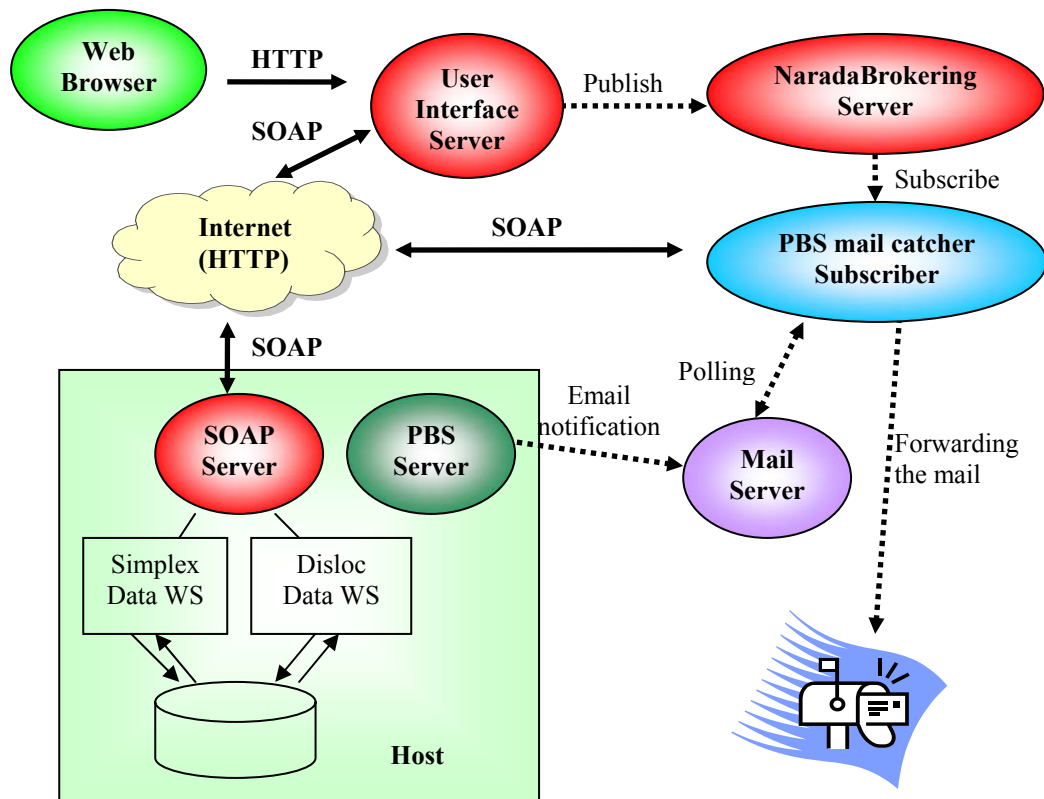 Web
Browser
HTTP
User
Interface
Server
Publish
NaradaBrokering
Server
SOAP
Subscribe
Internet
(HTTP)
SOAP
PBS mail catcher
Subscriber
SOAP
Polling
Email
notification
SOAP
Server
PBS
Server
Mail
Server
Forwarding
the mail
Simplex
Data WS
Disloc
Data WS
Host